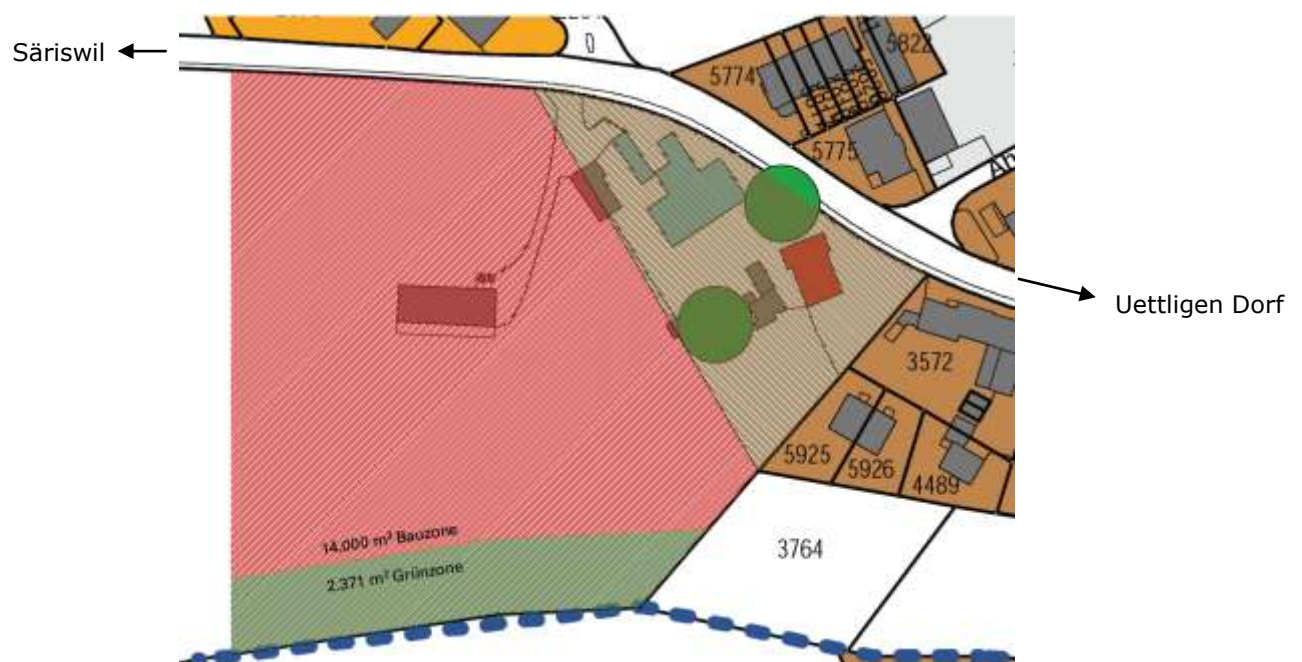 5822
5774
Säriswil
5775
Uettligen Dorf
3572
5925
5926
4489
14.000 m² Bauzone
3764
2.371 m² Grünzone